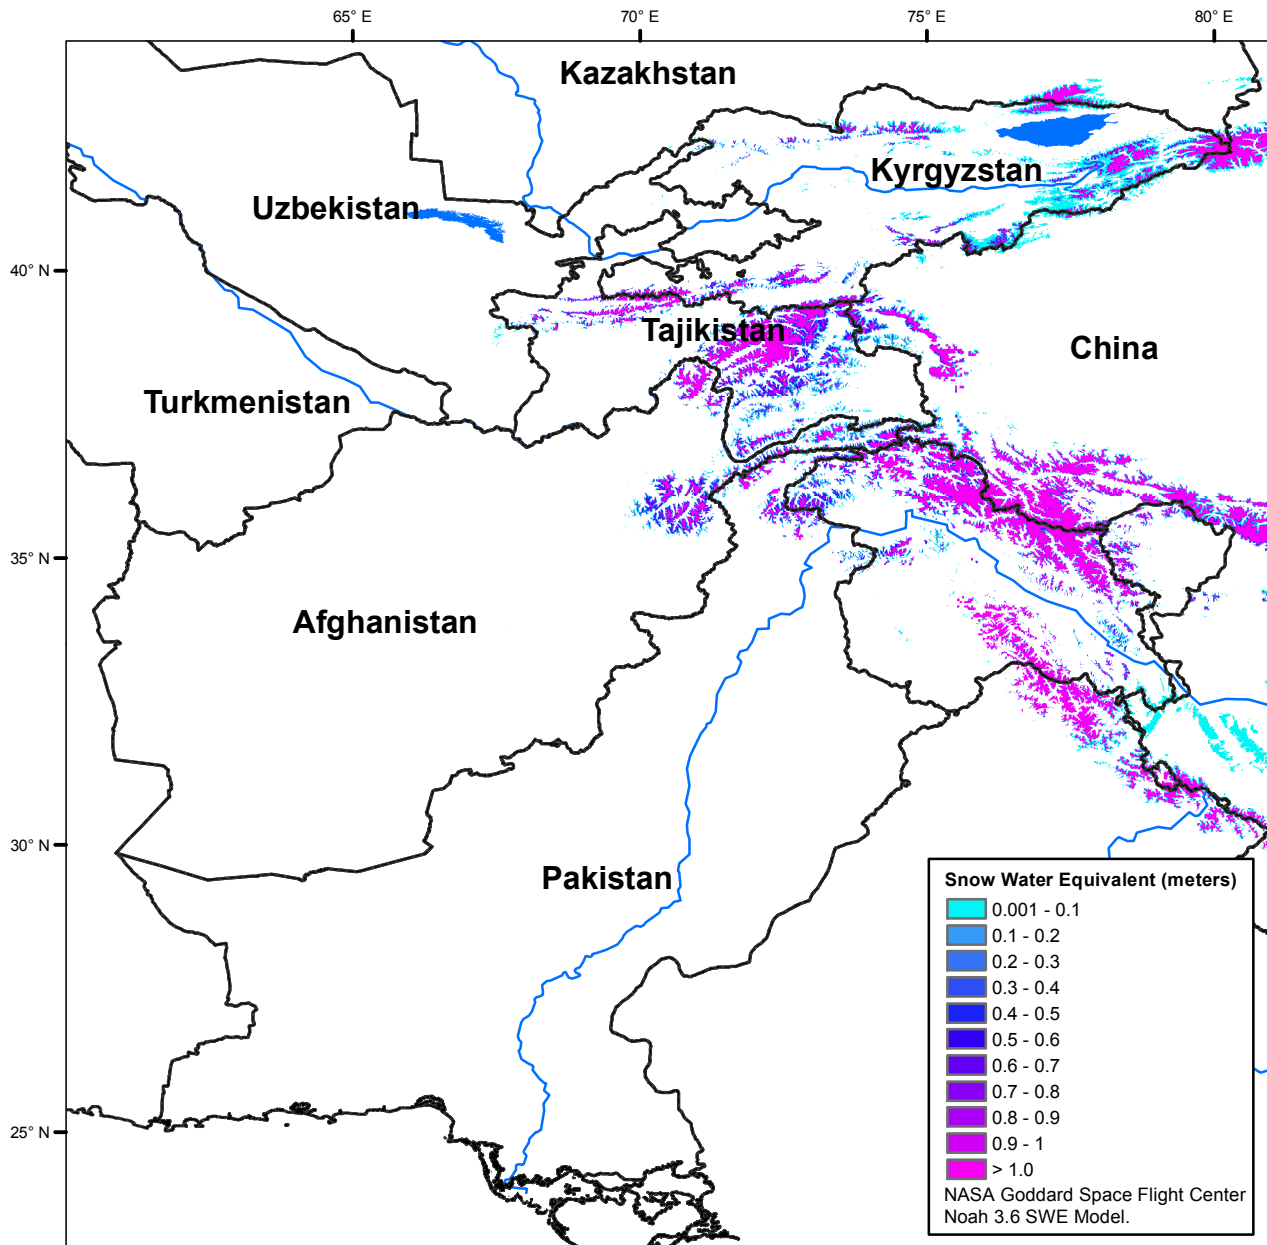 65° E
70° E
75° E
80° E
Kazakhstan
Kyrgyzstan
Uzbekistan
40° N
Tajikistan
China
Turkmenistan
35° N
Afghanistan
30° N
Pakistan
25° N
Snow Water Equivalent (meters)
0.001 - 0.1
0.1 - 0.2
0.2 - 0.3
0.3 - 0.4
0.4 - 0.5
0.5 - 0.6
0.6 - 0.7
0.7 - 0.8
0.8 - 0.9
0.9 - 1
> 1.0
NASA Goddard Space Flight Center
Noah 3.6 SWE Model.